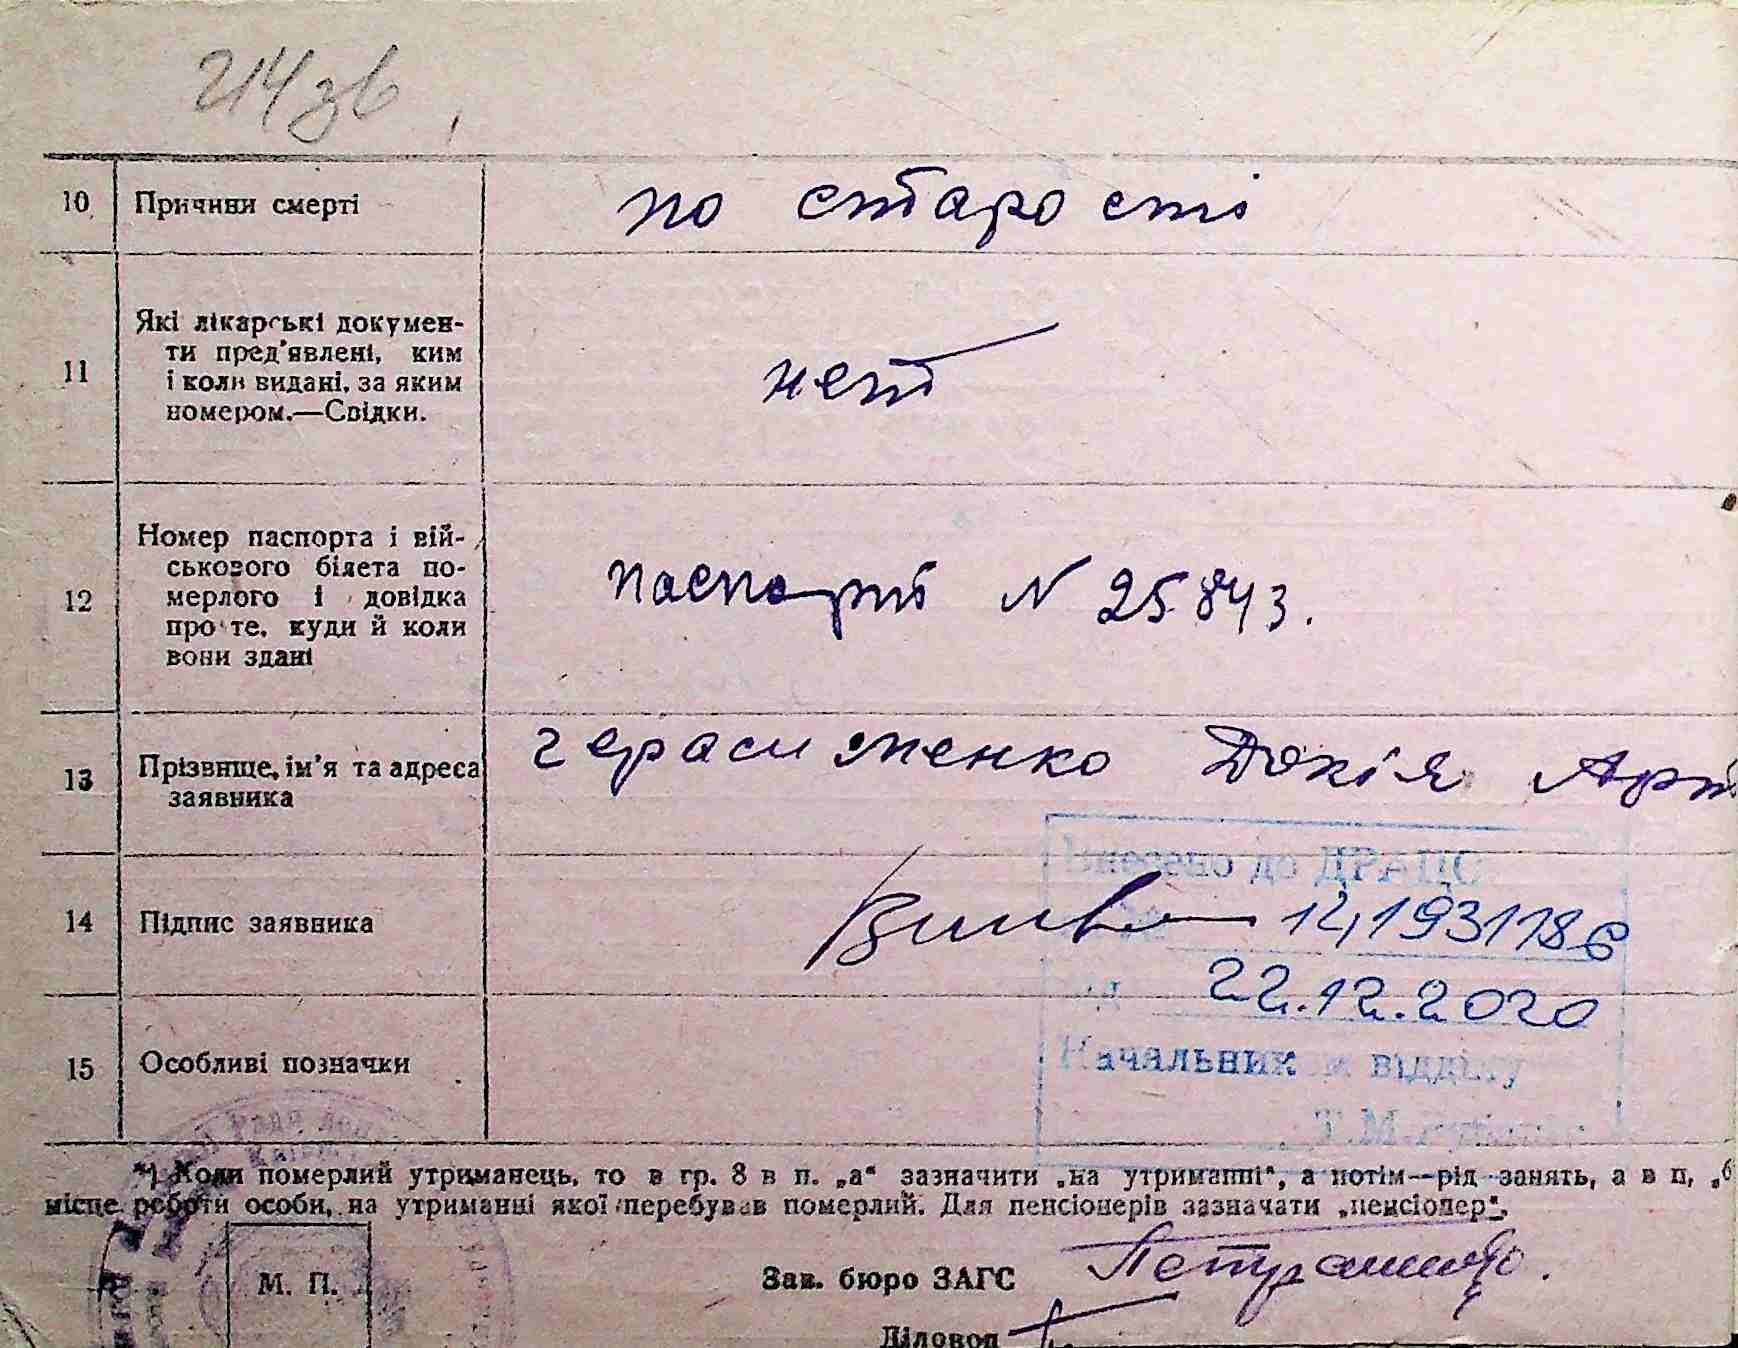 214зв
10 Причини смерті по старості
11 Які лікарські докумен-
ти пред'явлені, ким
і коли видані, за яким
номером.—Свідки.
нет
12 Номер паспорта і вій-
ськового білета по-
мерлого і довідка
про те, куди й коли
вони здані
паспорт N 25843.
13 Прізвище, ім'я та адреса
заявника
герасименко Докія Арт
Внесено до ДРАЦС
14 Підпис заявника
22.12.2020
15 Особливі позначки
Начальник відділу
Т.М.
*) Коли померлий утриманець, то в гр. 8 в п. „а“ зазначити „на утриманні“, а потім—рід занять, а в п. „б
місце роботи особи, на утриманні якої перебував померлий. Для пенсіонерів зазначати „пенсіонер“.
М. П.
Зав. бюро ЗАГС
Діловод